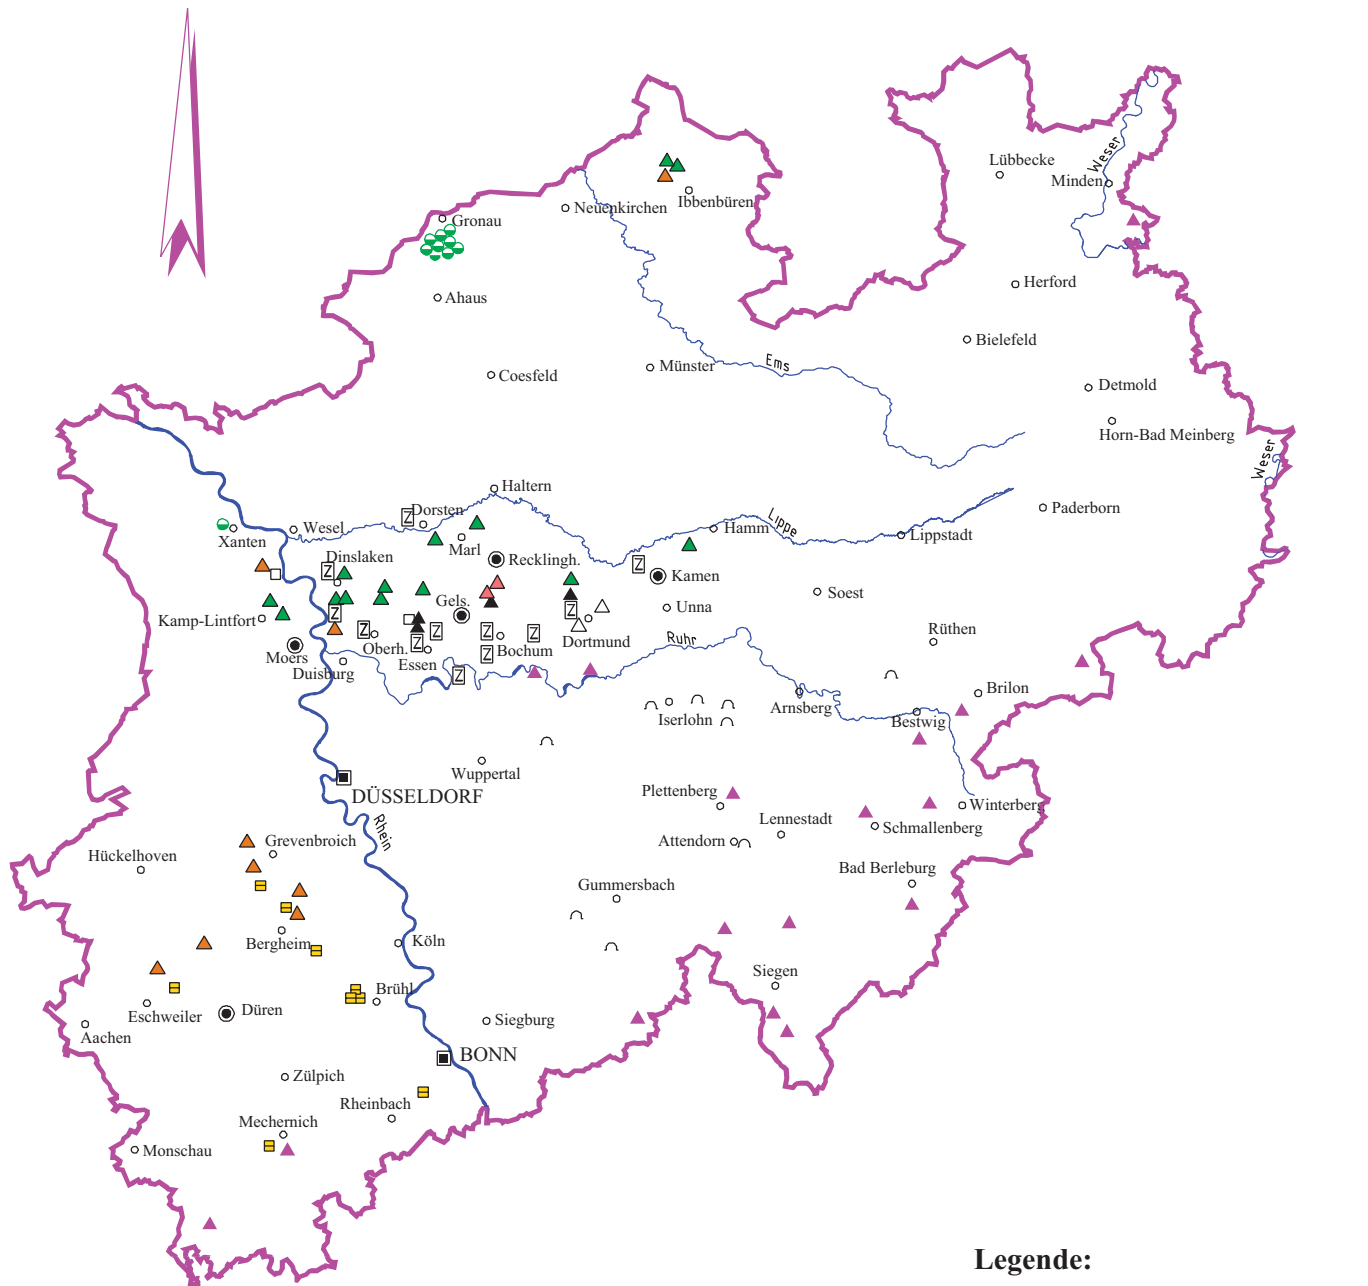 Lübbecke
Weser
Minden
Ibbenbüren
Neuenkirchen
Gronau
Herford
Ahaus
Bielefeld
Ems
Münster
Coesfeld
Detmold
Horn-Bad Meinberg
Weser
Haltern
Dorsten
Paderborn
Lippe
Wesel
Hamm
Lippstadt
Xanten
Marl
Dinslaken
Recklingh.
Kamen
Soest
Gels.
Unna
Kamp-Lintfort
Rüthen
Ruhr
Dortmund
Oberh.
Bochum
Moers
Essen
Duisburg
Brilon
Arnsberg
Iserlohn
Bestwig
Wuppertal
Plettenberg
DÜSSELDORF
Winterberg
Lennestadt
Schmallenberg
Rhein
Grevenbroich
Attendorn
Hückelhoven
Bad Berleburg
Gummersbach
Köln
Bergheim
Siegen
Brühl
Düren
Eschweiler
Siegburg
Aachen
BONN
Zülpich
Rheinbach
Mechernich
Monschau
Z
Z
Z
Z
Z
Z
Z
Z
Z
Z
Z
Z
Legende: